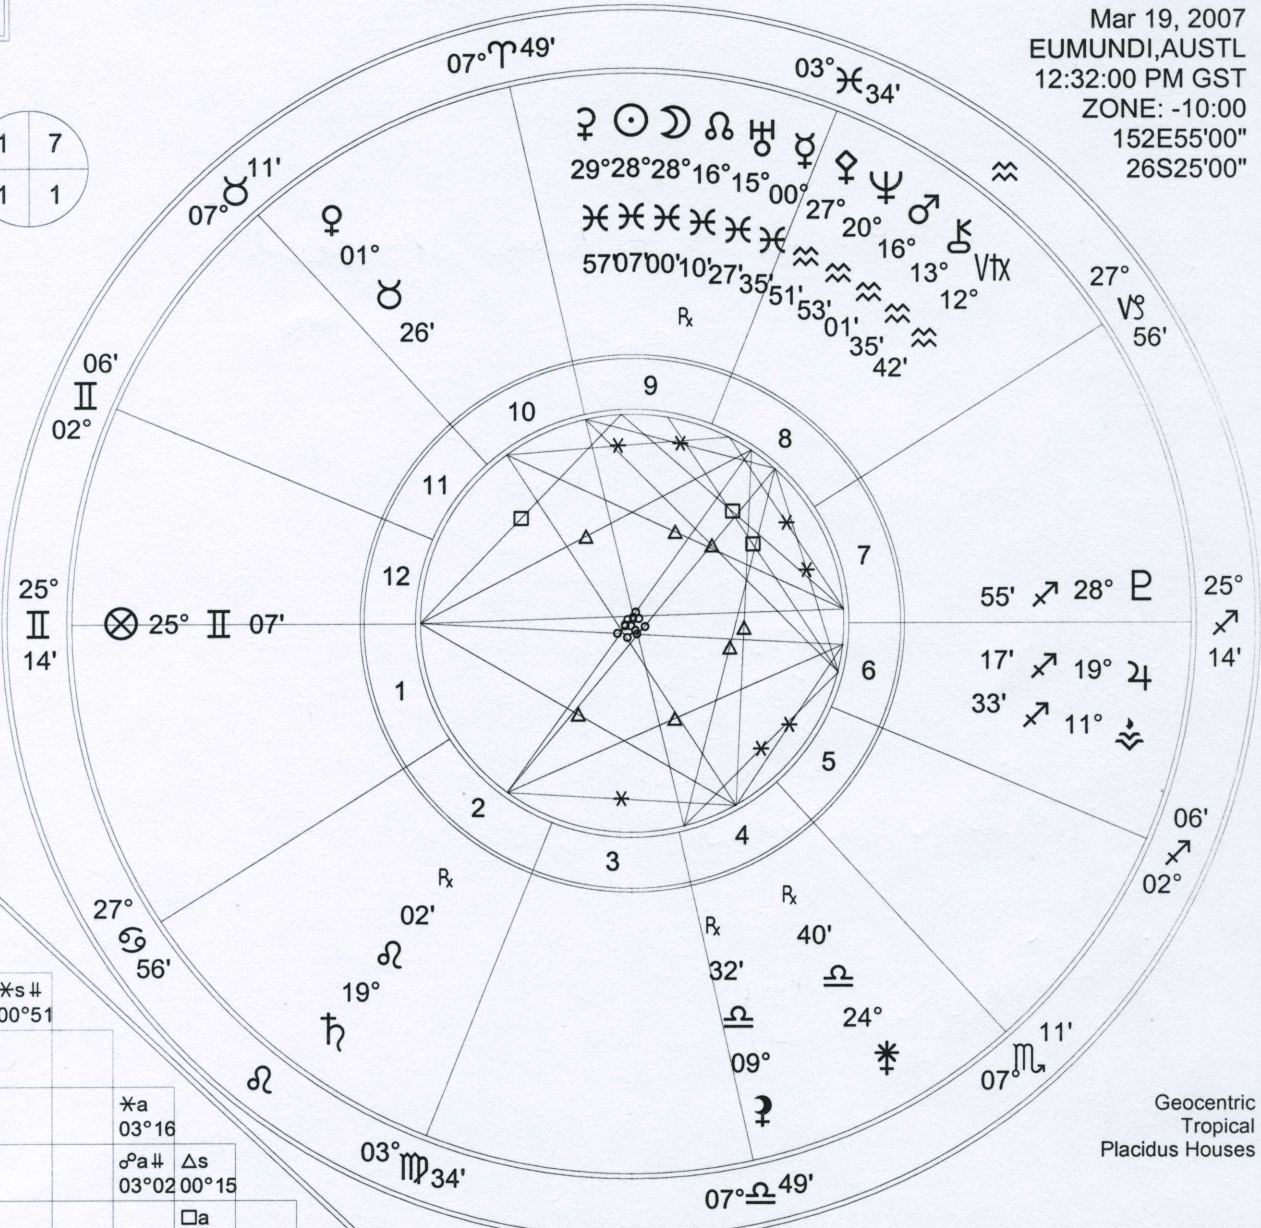 Mar 19, 2007
EUMUNDI,AUSTL
12:32:00 PM GST
ZONE: -10:00
152E55'00"
26S25'00"
1 7
1 1
07° ♈ 49'
03° ♓ 34'
♒
27° ♑ 56'
25° ♐ 14'
06' ♐ 02°
07° ♏ 11'
07° ♎ 49'
03° ♍ 34'
♌
27° ♋ 56'
25° ♊ 14'
06' ♊ 02°
07° ♉ 11'
⚳ ☉ ☽ ☊ ♅ ☿ ⚴ ♆ ♂ ⚷ Vtx
29° 28° 28° 16° 15° 00° 27° 20° 16° 13° 12°
♓ ♓ ♓ ♓ ♓ ♓ ♒ ♒ ♒ ♒ ♒
57' 07' 00' 10' 27' 35' 51' 53' 01' 35' 42'
℞
♀ 01° ♉ 26'
⊗ 25° ♊ 07'
55' ♐ 28° ♇
17' ♐ 19° ♃
33' ♐ 11° ⚶
℞ 02' ♌ 19° ♄
℞ 32' ♎ 09° ⚸
℞ 40' ♎ 24° ⚵
9
10
8
11
7
12
1
6
2
5
3
4
⚹s⇊
00°51
⚹a
03°16
☍a⇊ △s
03°02 00°15
□a
Geocentric
Tropical
Placidus Houses